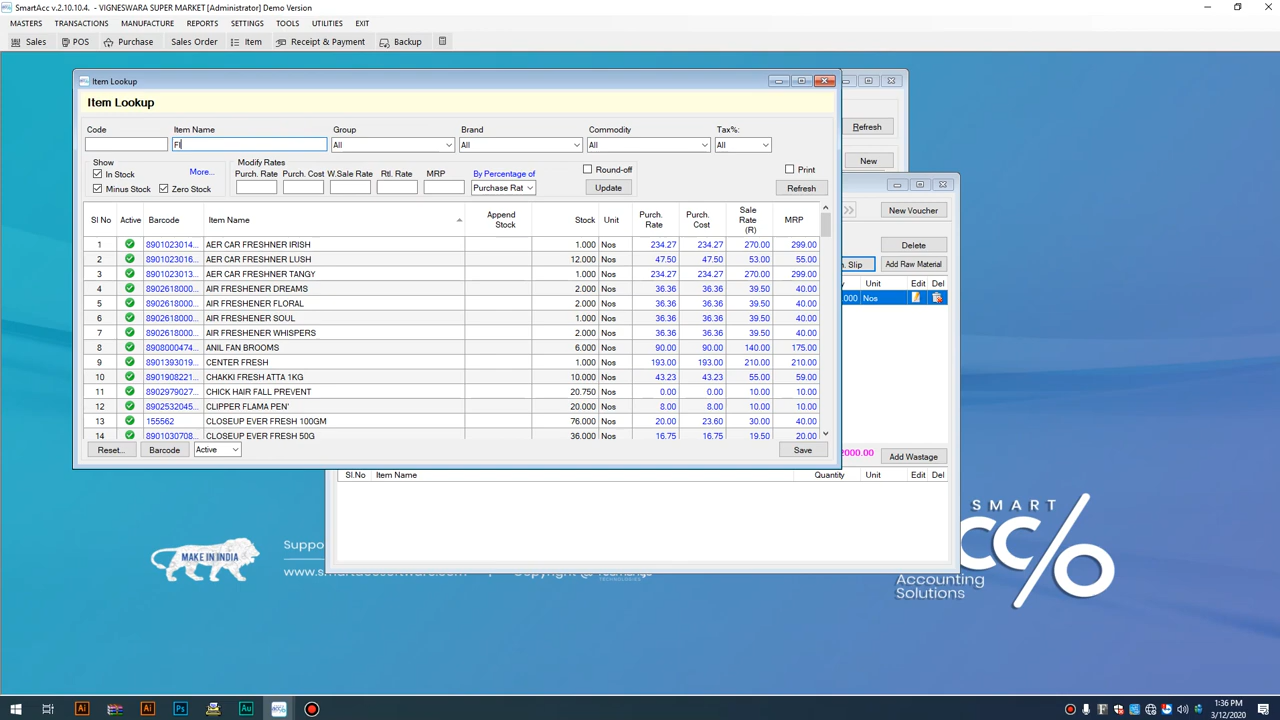 SmartAcc v.2.10.10.4. - VIGNESWARA SUPER MARKET [Administrator] Demo Version
MASTERS TRANSACTIONS MANUFACTURE REPORTS SETTINGS TOOLS UTILITIES EXIT
Sales POS Purchase Sales Order Item Receipt & Payment Backup
Item Lookup
Item Lookup
Code Item Name Group Brand Commodity Tax%:
FI All All All All
Refresh
New
Show More... Modify Rates
In Stock Purch. Rate Purch. Cost W.Sale Rate Rtl. Rate MRP By Percentage of Round-off Print
Minus Stock Zero Stock Purchase Rat Update Refresh
New Voucher
Delete
n. Slip Add Raw Material
Sl No Active Barcode Item Name Append Stock Stock Unit Purch. Rate Purch. Cost Sale Rate (R) MRP
1 8901023014... AER CAR FRESHNER IRISH 1.000 Nos 234.27 234.27 270.00 299.00
2 8901023016... AER CAR FRESHNER LUSH 12.000 Nos 47.50 47.50 53.00 55.00
3 8901023013... AER CAR FRESHNER TANGY 1.000 Nos 234.27 234.27 270.00 299.00
4 8902618000... AIR FRESHENER DREAMS 2.000 Nos 36.36 36.36 39.50 40.00
5 8902618000... AIR FRESHENER FLORAL 2.000 Nos 36.36 36.36 39.50 40.00
6 8902618000... AIR FRESHENER SOUL 1.000 Nos 36.36 36.36 39.50 40.00
7 8902618000... AIR FRESHENER WHISPERS 2.000 Nos 36.36 36.36 39.50 40.00
8 8908000474... ANIL FAN BROOMS 6.000 Nos 90.00 90.00 140.00 175.00
9 8901393019... CENTER FRESH 1.000 Nos 193.00 193.00 210.00 210.00
10 8901908221... CHAKKI FRESH ATTA 1KG 10.000 Nos 43.23 43.23 55.00 59.00
11 8902979027... CHICK HAIR FALL PREVENT 20.750 Nos 0.00 0.00 10.00 10.00
12 8902532045... CLIPPER FLAMA PEN' 20.000 Nos 8.00 8.00 10.00 10.00
13 155562 CLOSEUP EVER FRESH 100GM 76.000 Nos 20.00 23.60 30.00 40.00
14 8901030708... CLOSEUP EVER FRESH 50G 36.000 Nos 16.75 16.75 19.50 20.00
Reset... Barcode Active Save
Unit Edit Del
.000 Nos
2000.00 Add Wastage
Sl.No Item Name Quantity Unit Edit Del
SMART
Acc/o
Accounting
Solutions
MAKE IN INDIA
1:36 PM
3/12/2020